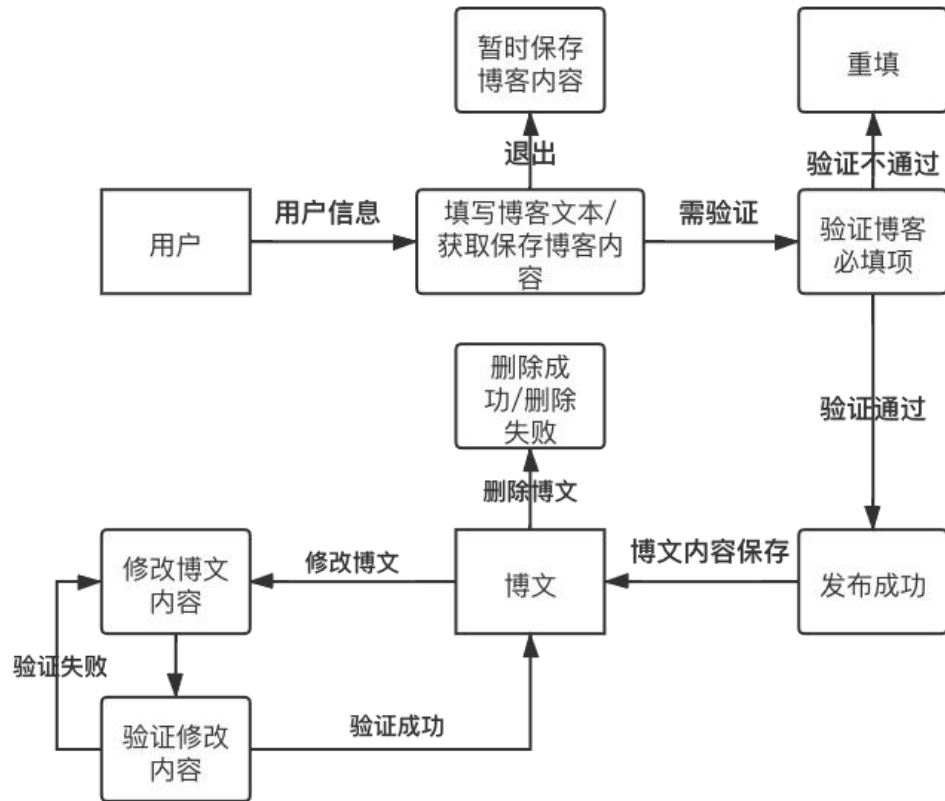 暂时保存
博客内容
重填
退出
验证不通过
用户
用户信息
填写博客文本/
获取保存博客内
容
需验证
验证博客
必填项
删除成
功/删除
失败
验证通过
删除博文
修改博文
内容
修改博文
博文
博文内容保存
发布成功
验证失败
验证修改
内容
验证成功